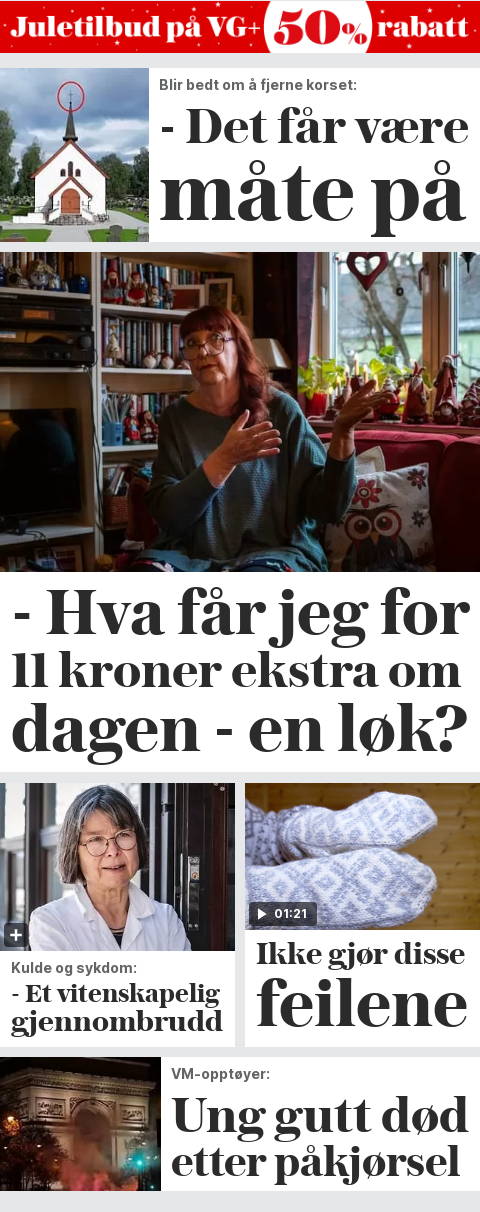 Juletilbud på VG+ 50% rabatt
Blir bedt om å fjerne korset:
- Det får være
måte på
- Hva får jeg for
11 kroner ekstra om
dagen - en løk?
Kulde og sykdom:
- Et vitenskapelig
gjennombrudd
01:21
Ikke gjør disse
feilene
VM-opptøyer:
Ung gutt død
etter påkjørsel